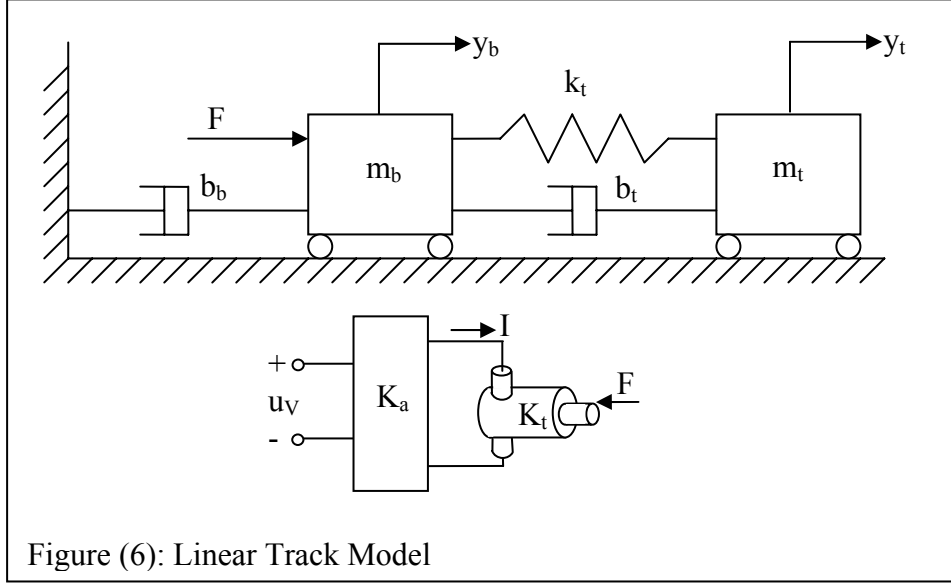 y_b
y_t
k_t
F
m_b
m_t
b_b
b_t
I
+
K_a
F
u_V
K_t
-
Figure (6): Linear Track Model